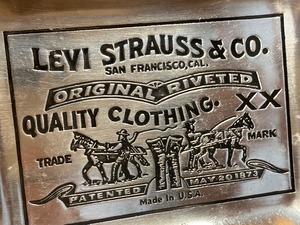 LEVI STRAUSS & CO.
SAN FRANCISCO, CAL.
ORIGINAL RIVETED
QUALITY CLOTHING. XX
TRADE MARK
PATENTED MAY 20 1873
Made in U.S.A.